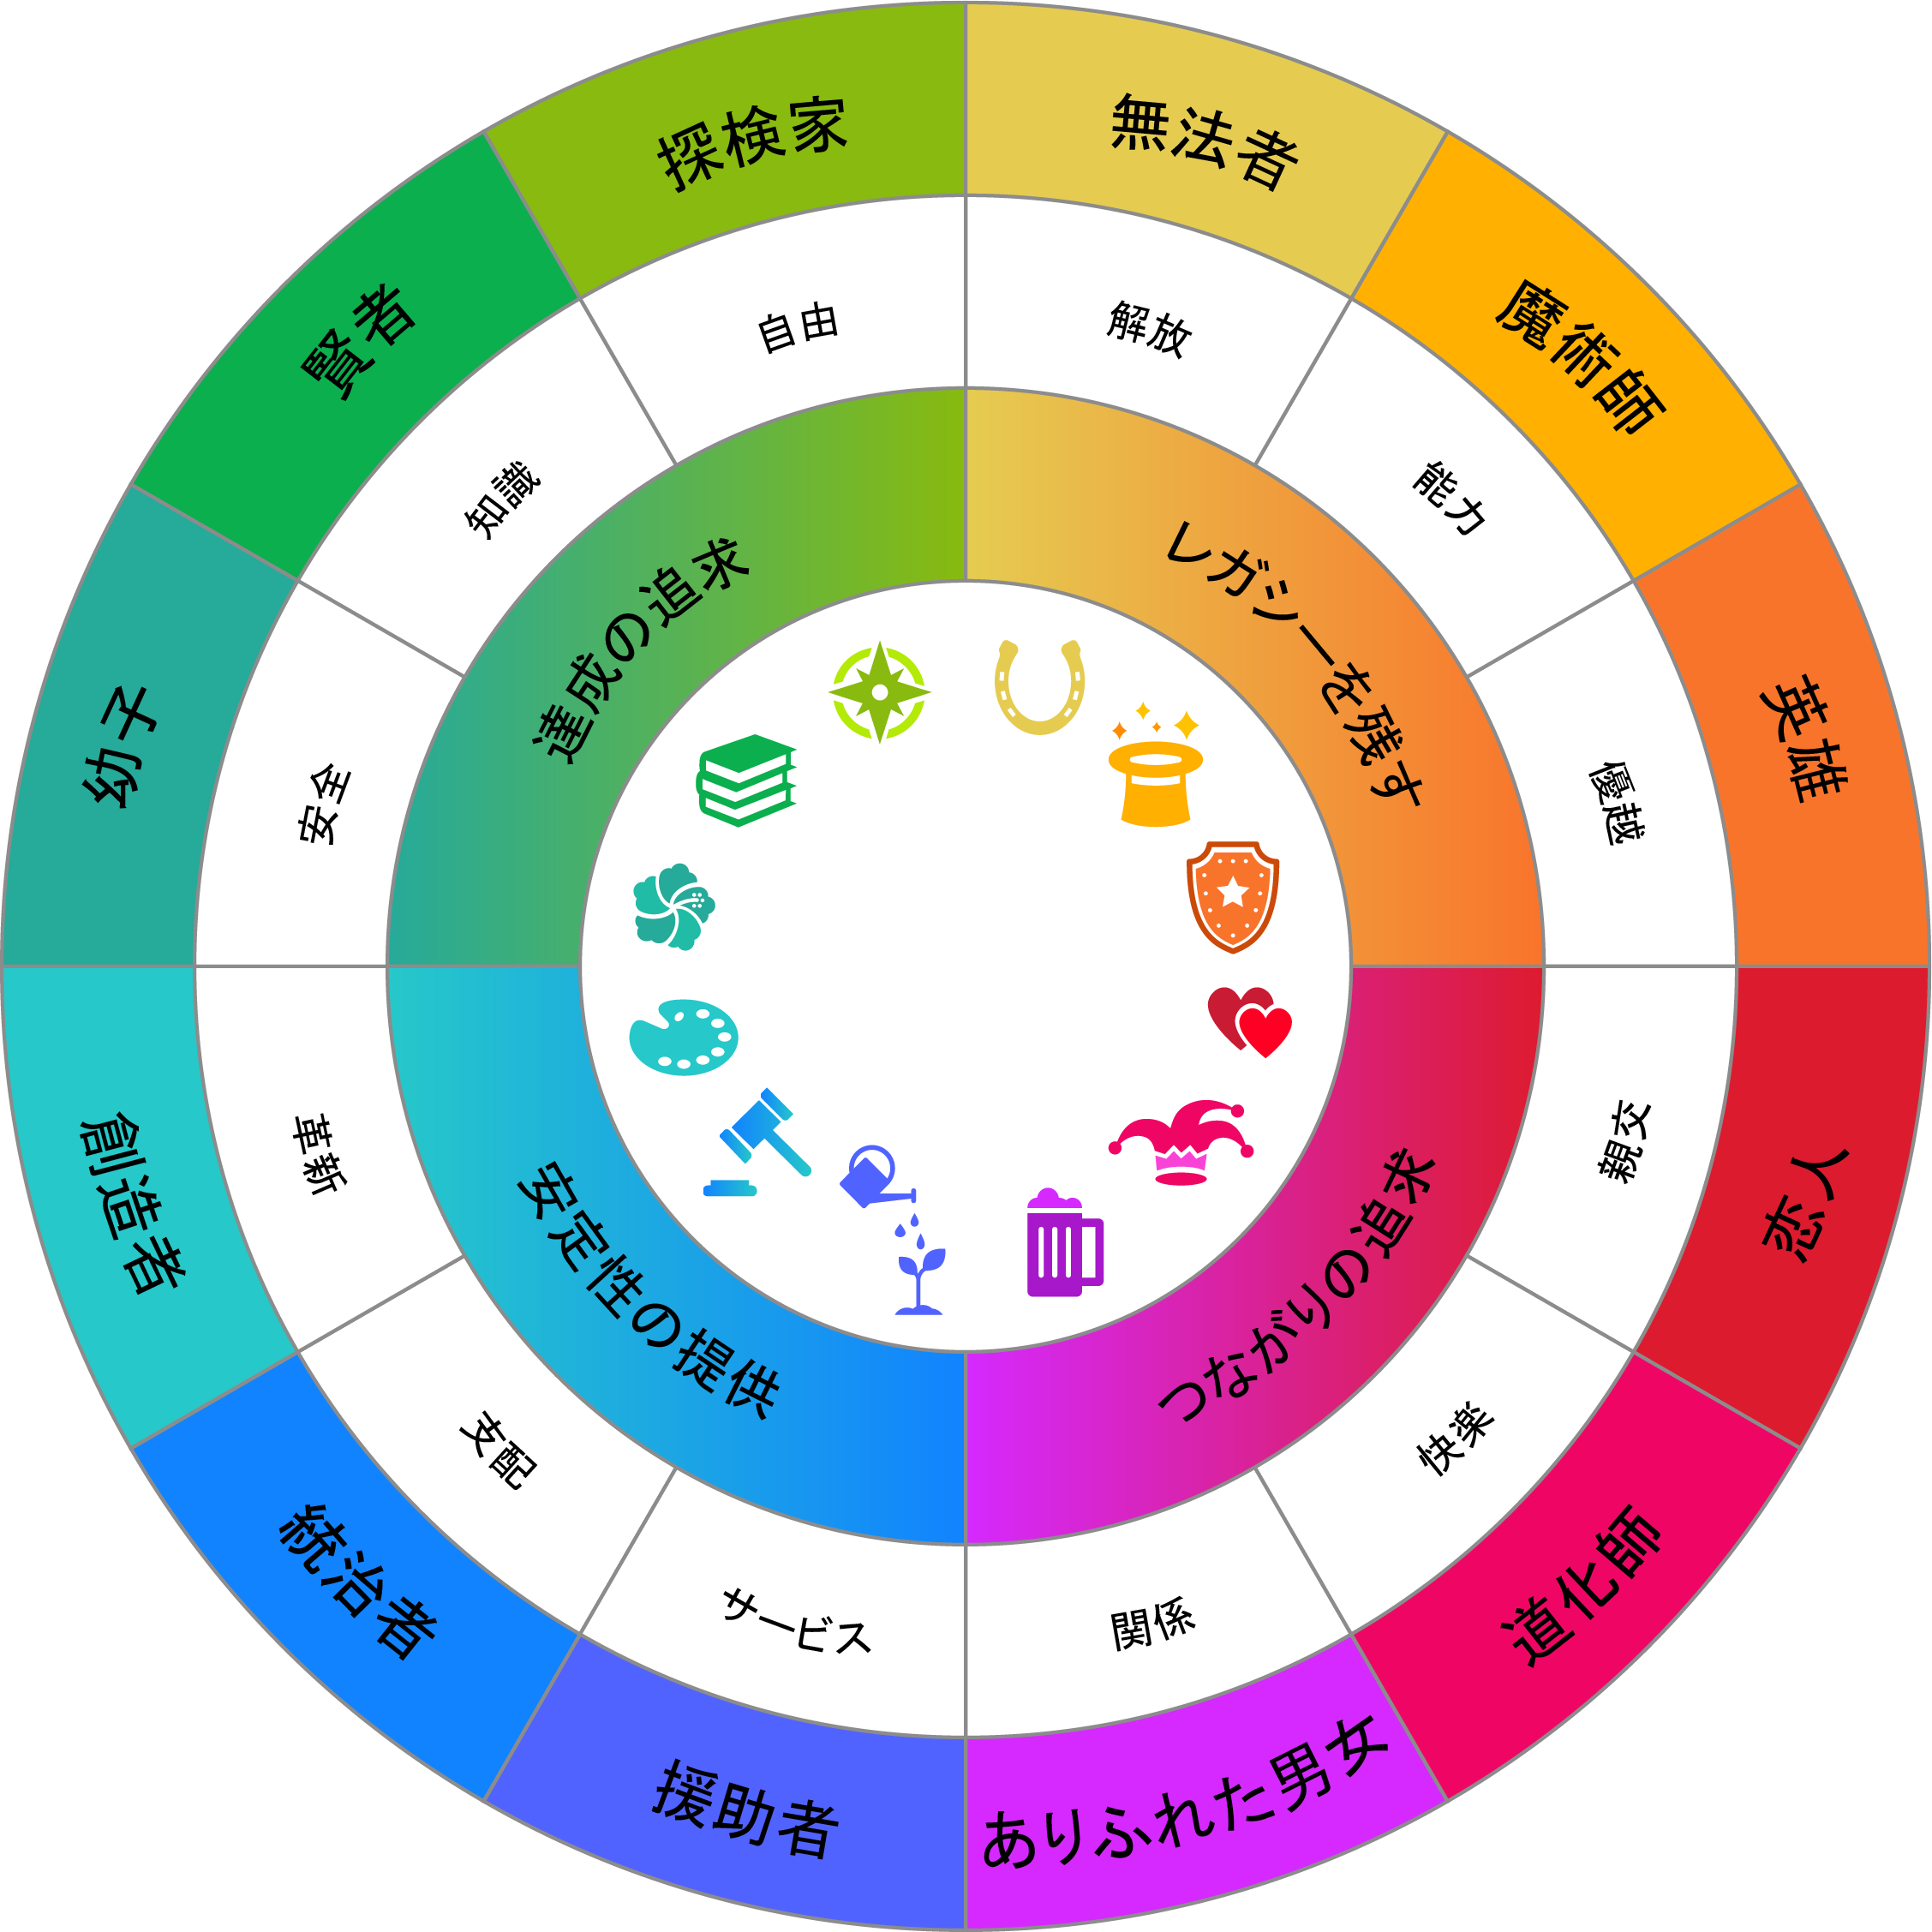 無法者
魔術師
英雄
恋人
道化師
ありふれた男女
援助者
統治者
創造者
幼子
賢者
探検家
解放
能力
優越
親交
快楽
関係
サービス
支配
革新
安全
知識
自由
レガシーを残す
つながりの追求
安定性の提供
達成の追求